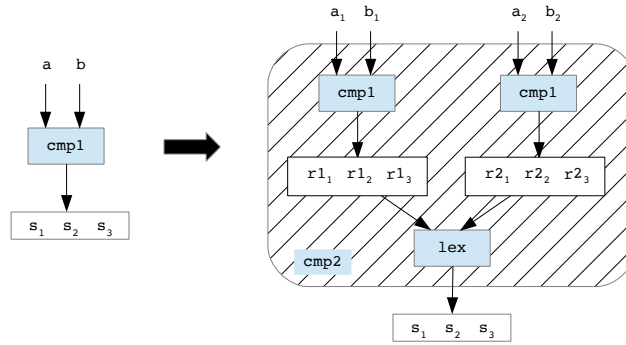 a₁ b₁ a₂ b₂
a b
cmp1 cmp1
cmp1
r1₁ r1₂ r1₃ r2₁ r2₂ r2₃
s₁ s₂ s₃
lex
cmp2
s₁ s₂ s₃